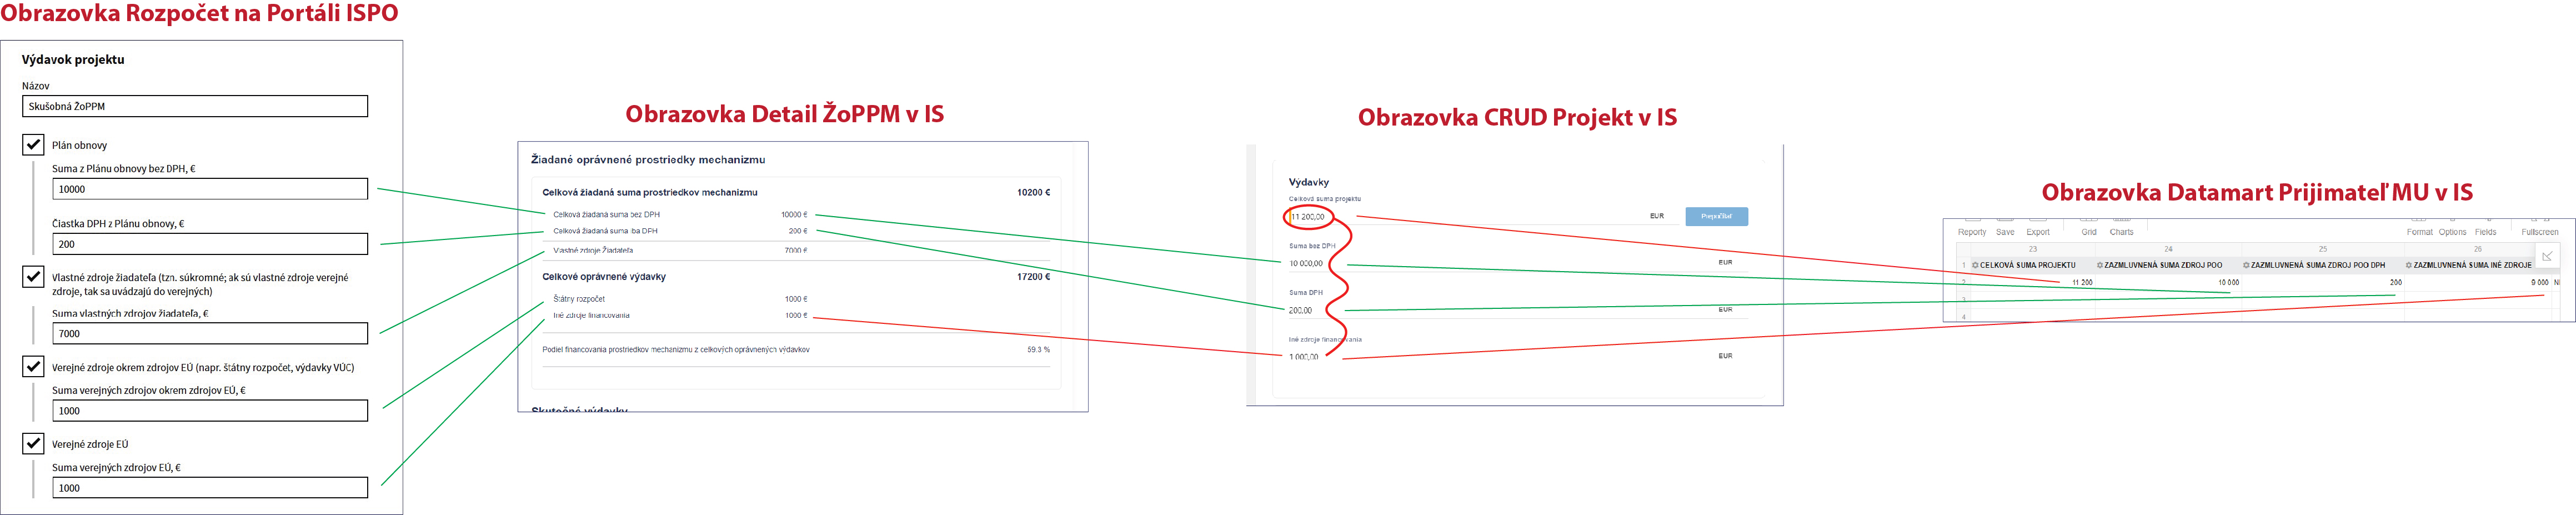 Obrazovka Rozpočet na Portáli ISPO
Výdavok projektu
Názov
Skušobná ŽoPPM
Plán obnovy
Suma z Plánu obnovy bez DPH, €
10000
Čiastka DPH z Plánu obnovy, €
200
Vlastné zdroje žiadateľa (tzn. súkromné; ak sú vlastné zdroje verejné
zdroje, tak sa uvádzajú do verejných)
Suma vlastných zdrojov žiadateľa, €
7000
Verejné zdroje okrem zdrojov EÚ (napr. štátny rozpočet, výdavky VÚC)
Suma verejných zdrojov okrem zdrojov EÚ, €
1000
Verejné zdroje EÚ
Suma verejných zdrojov EÚ, €
1000
Obrazovka Detail ŽoPPM v IS
Žiadané oprávnené prostriedky mechanizmu
Celková žiadaná suma prostriedkov mechanizmu 10200 €
Celková žiadaná suma bez DPH 10000 €
Celková žiadaná suma iba DPH 200 €
Vlastné zdroje Žiadateľa 7000 €
Celkové oprávnené výdavky 17200 €
Štátny rozpočet 1000 €
Iné zdroje financovania 1000 €
Podiel financovania prostriedkov mechanizmu z celkových oprávnených výdavkov 59.3 %
Skutočné výdavky
Obrazovka CRUD Projekt v IS
Výdavky
Celková suma projektu
11 200,00 EUR Prepočítať
Suma bez DPH
10 000,00 EUR
Suma DPH
200,00 EUR
Iné zdroje financovania
1 000,00 EUR
Obrazovka Datamart Prijimateľ MU v IS
Reporty Save Export Grid Charts Format Options Fields Fullscreen
23 24 25 26
1 CELKOVÁ SUMA PROJEKTU ZAZMLUVNENÁ SUMA ZDROJ POO ZAZMLUVNENÁ SUMA ZDROJ POO DPH ZAZMLUVNENÁ SUMA INÉ ZDROJE
2 11 200 10 000 200 9 000 NI
3
4